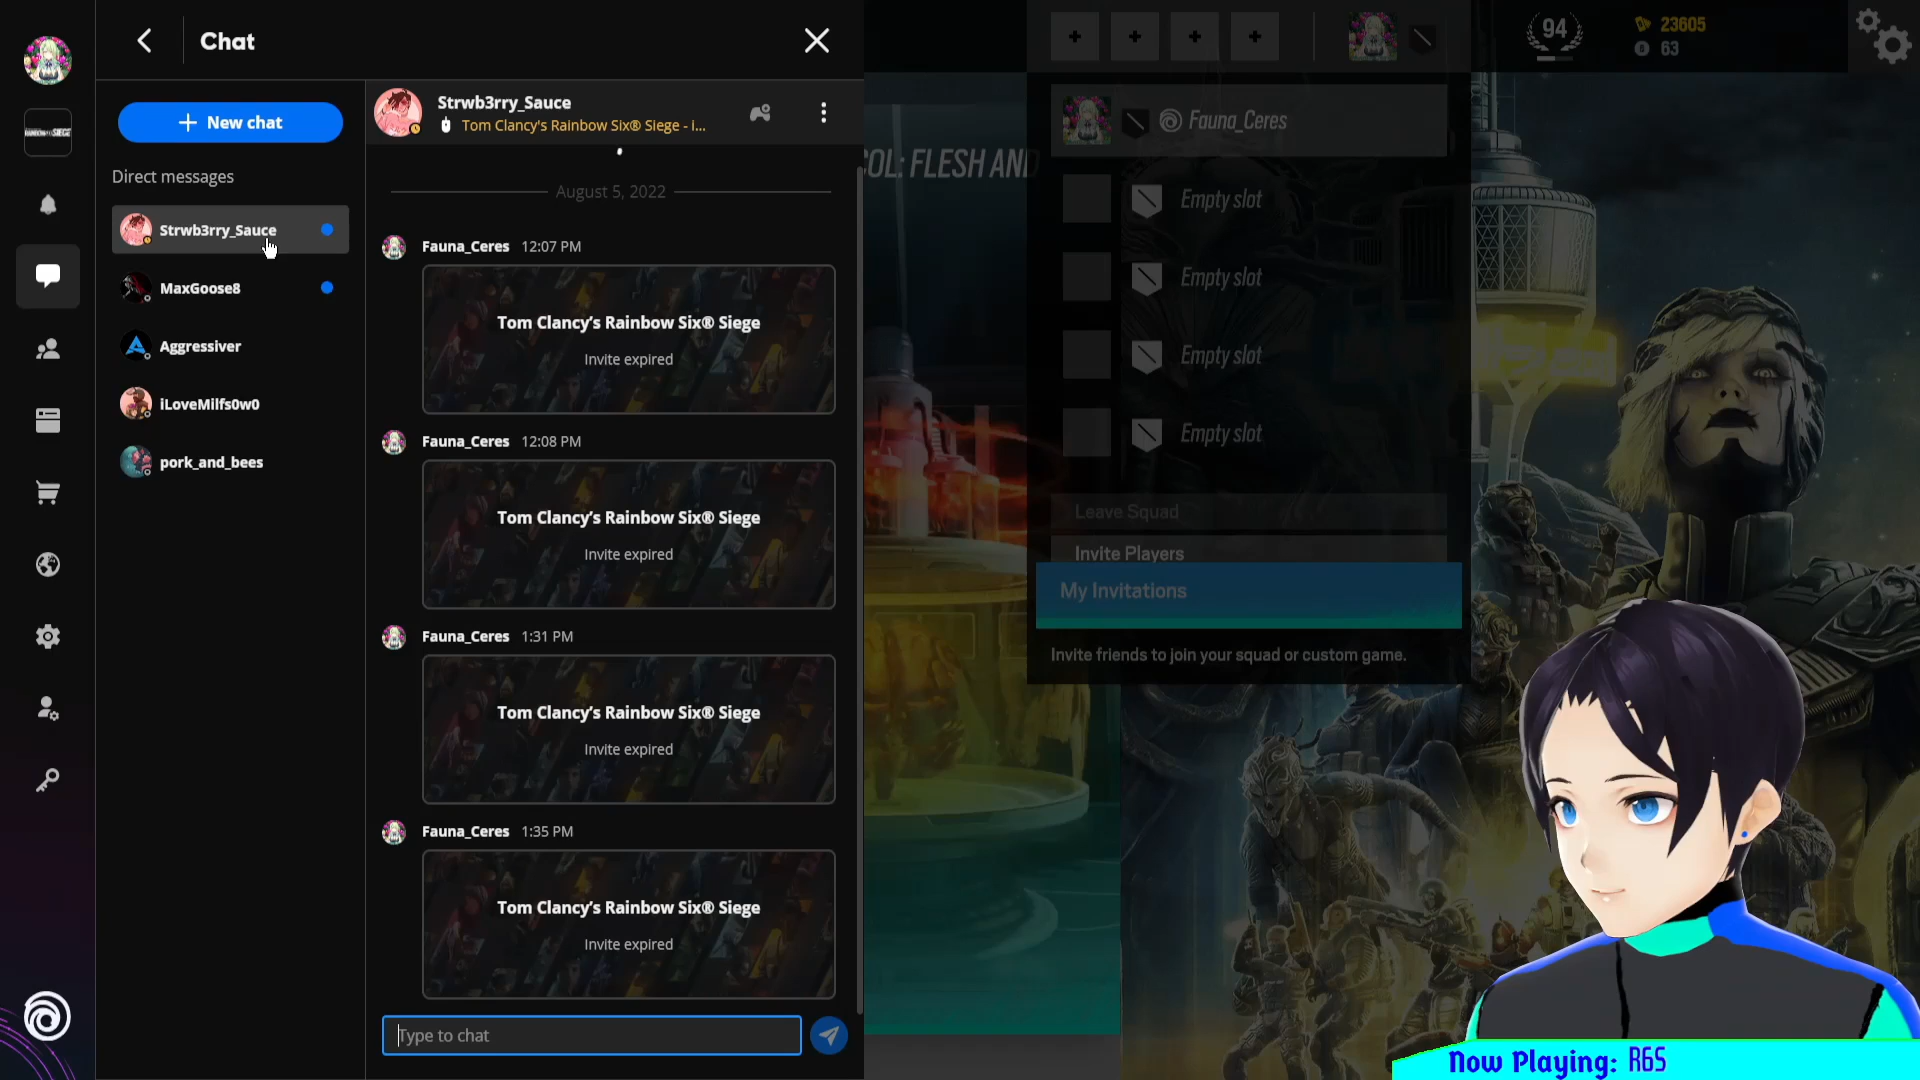 Chat
New chat
Direct messages
Strwb3rry_Sauce
MaxGoose8
Aggressiver
iLoveMilfs0w0
pork_and_bees
Strwb3rry_Sauce
Tom Clancy's Rainbow Six® Siege - i...
August 5, 2022
Fauna_Ceres 12:07 PM
Tom Clancy's Rainbow Six® Siege
Invite expired
Fauna_Ceres 12:08 PM
Tom Clancy's Rainbow Six® Siege
Invite expired
Fauna_Ceres 1:31 PM
Tom Clancy's Rainbow Six® Siege
Invite expired
Fauna_Ceres 1:35 PM
Tom Clancy's Rainbow Six® Siege
Invite expired
Type to chat
COL: FLESH AND
94
23605
63
Fauna_Ceres
Empty slot
Empty slot
Empty slot
Empty slot
Leave Squad
Invite Players
My Invitations
Invite friends to join your squad or custom game.
Now Playing: R6S